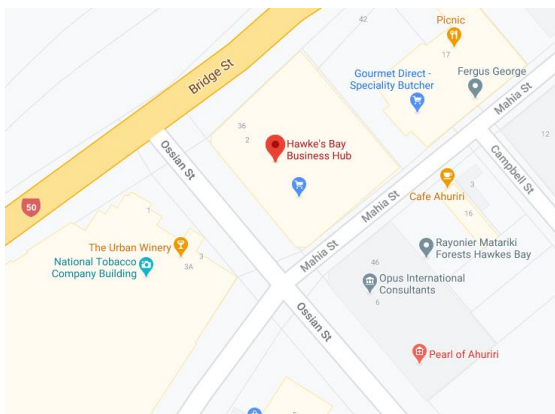 42
Picnic
17
Bridge St
Gourmet Direct -
Speciality Butcher
Fergus George
Mahia St
36
2
Hawke's Bay
Business Hub
12
Ossian St
Campbell St
50
Cafe Ahuriri
3
Mahia St
16
1
The Urban Winery
3
3A
National Tobacco
Company Building
Mahia St
Rayonier Matariki
Forests Hawkes Bay
46
Opus International
Consultants
6
Ossian St
Pearl of Ahuriri